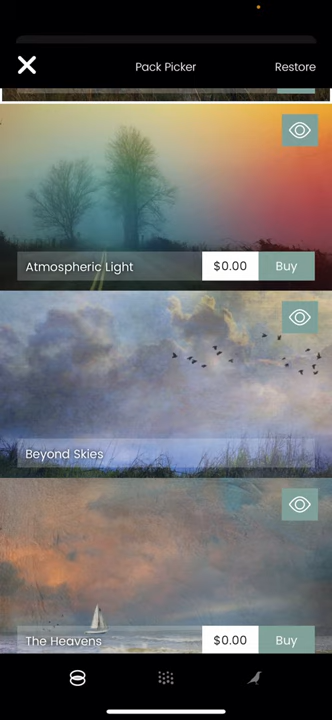 Pack Picker
Restore
Atmospheric Light
$0.00
Buy
Beyond Skies
The Heavens
$0.00
Buy